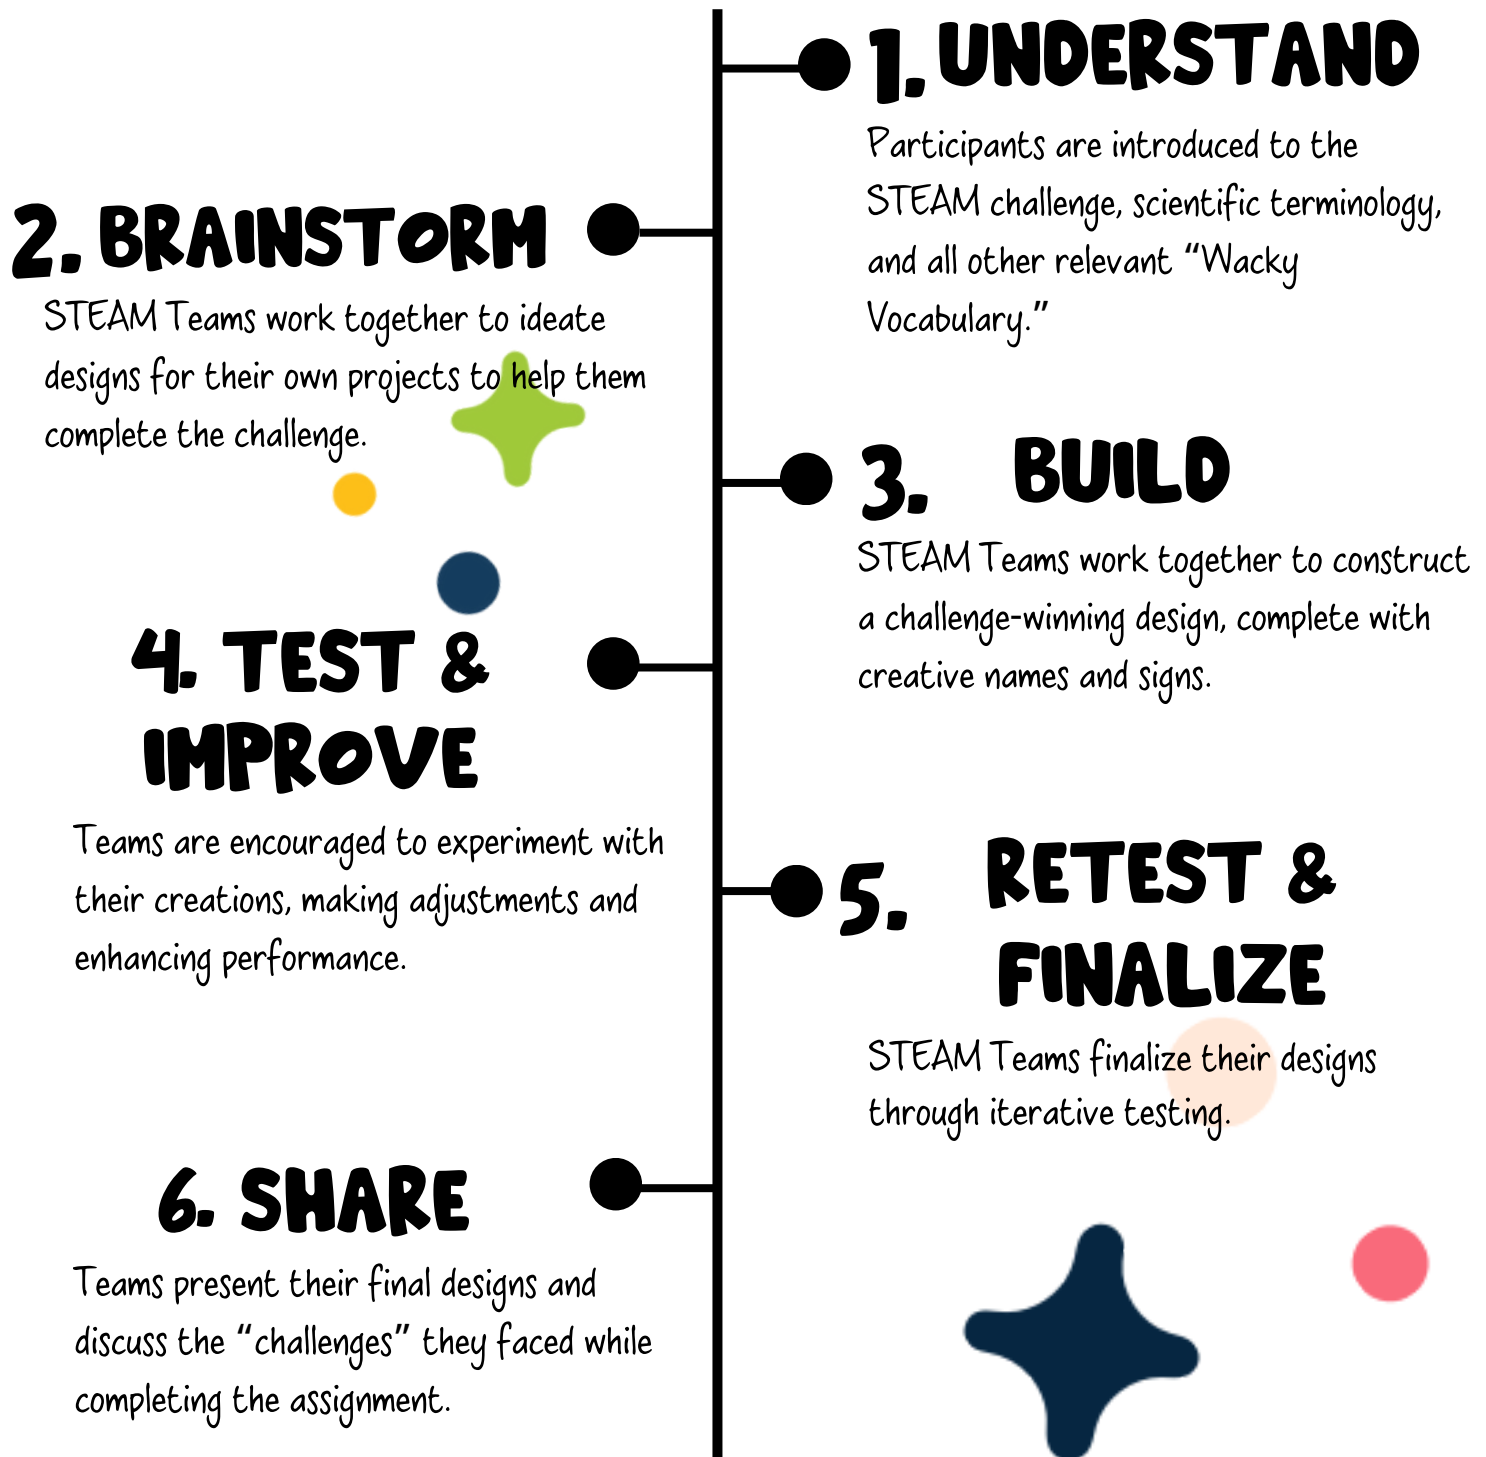 1. UNDERSTAND
Participants are introduced to the
STEAM challenge, scientific terminology,
and all other relevant “Wacky
Vocabulary.”
2. BRAINSTORM
STEAM Teams work together to ideate
designs for their own projects to help them
complete the challenge.
3. BUILD
STEAM Teams work together to construct
a challenge-winning design, complete with
creative names and signs.
4. TEST &
IMPROVE
Teams are encouraged to experiment with
their creations, making adjustments and
enhancing performance.
5. RETEST &
FINALIZE
STEAM Teams finalize their designs
through iterative testing.
6. SHARE
Teams present their final designs and
discuss the “challenges” they faced while
completing the assignment.